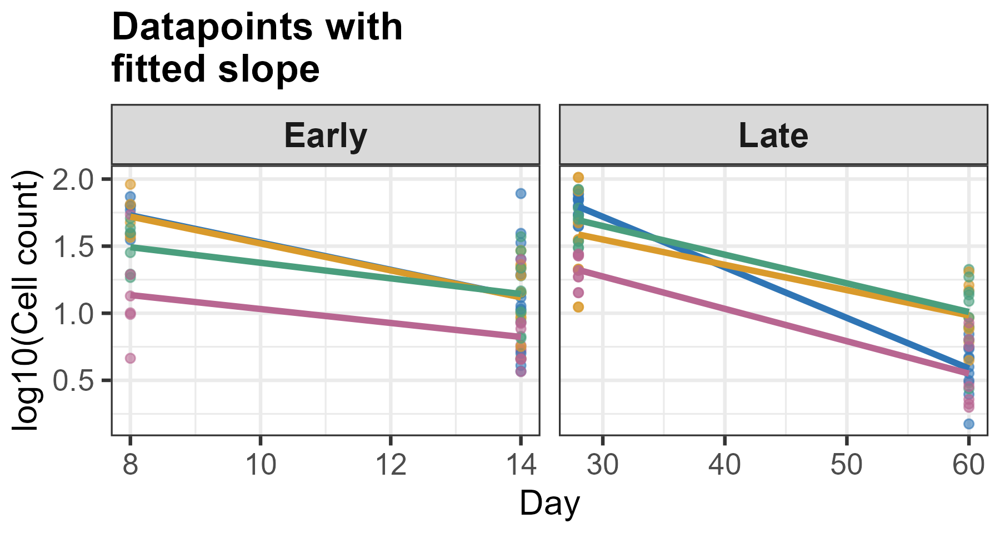 Datapoints with
fitted slope
Early
Late
log10(Cell count)
2.0
1.5
1.0
0.5
8
10
12
14
30
40
50
60
Day